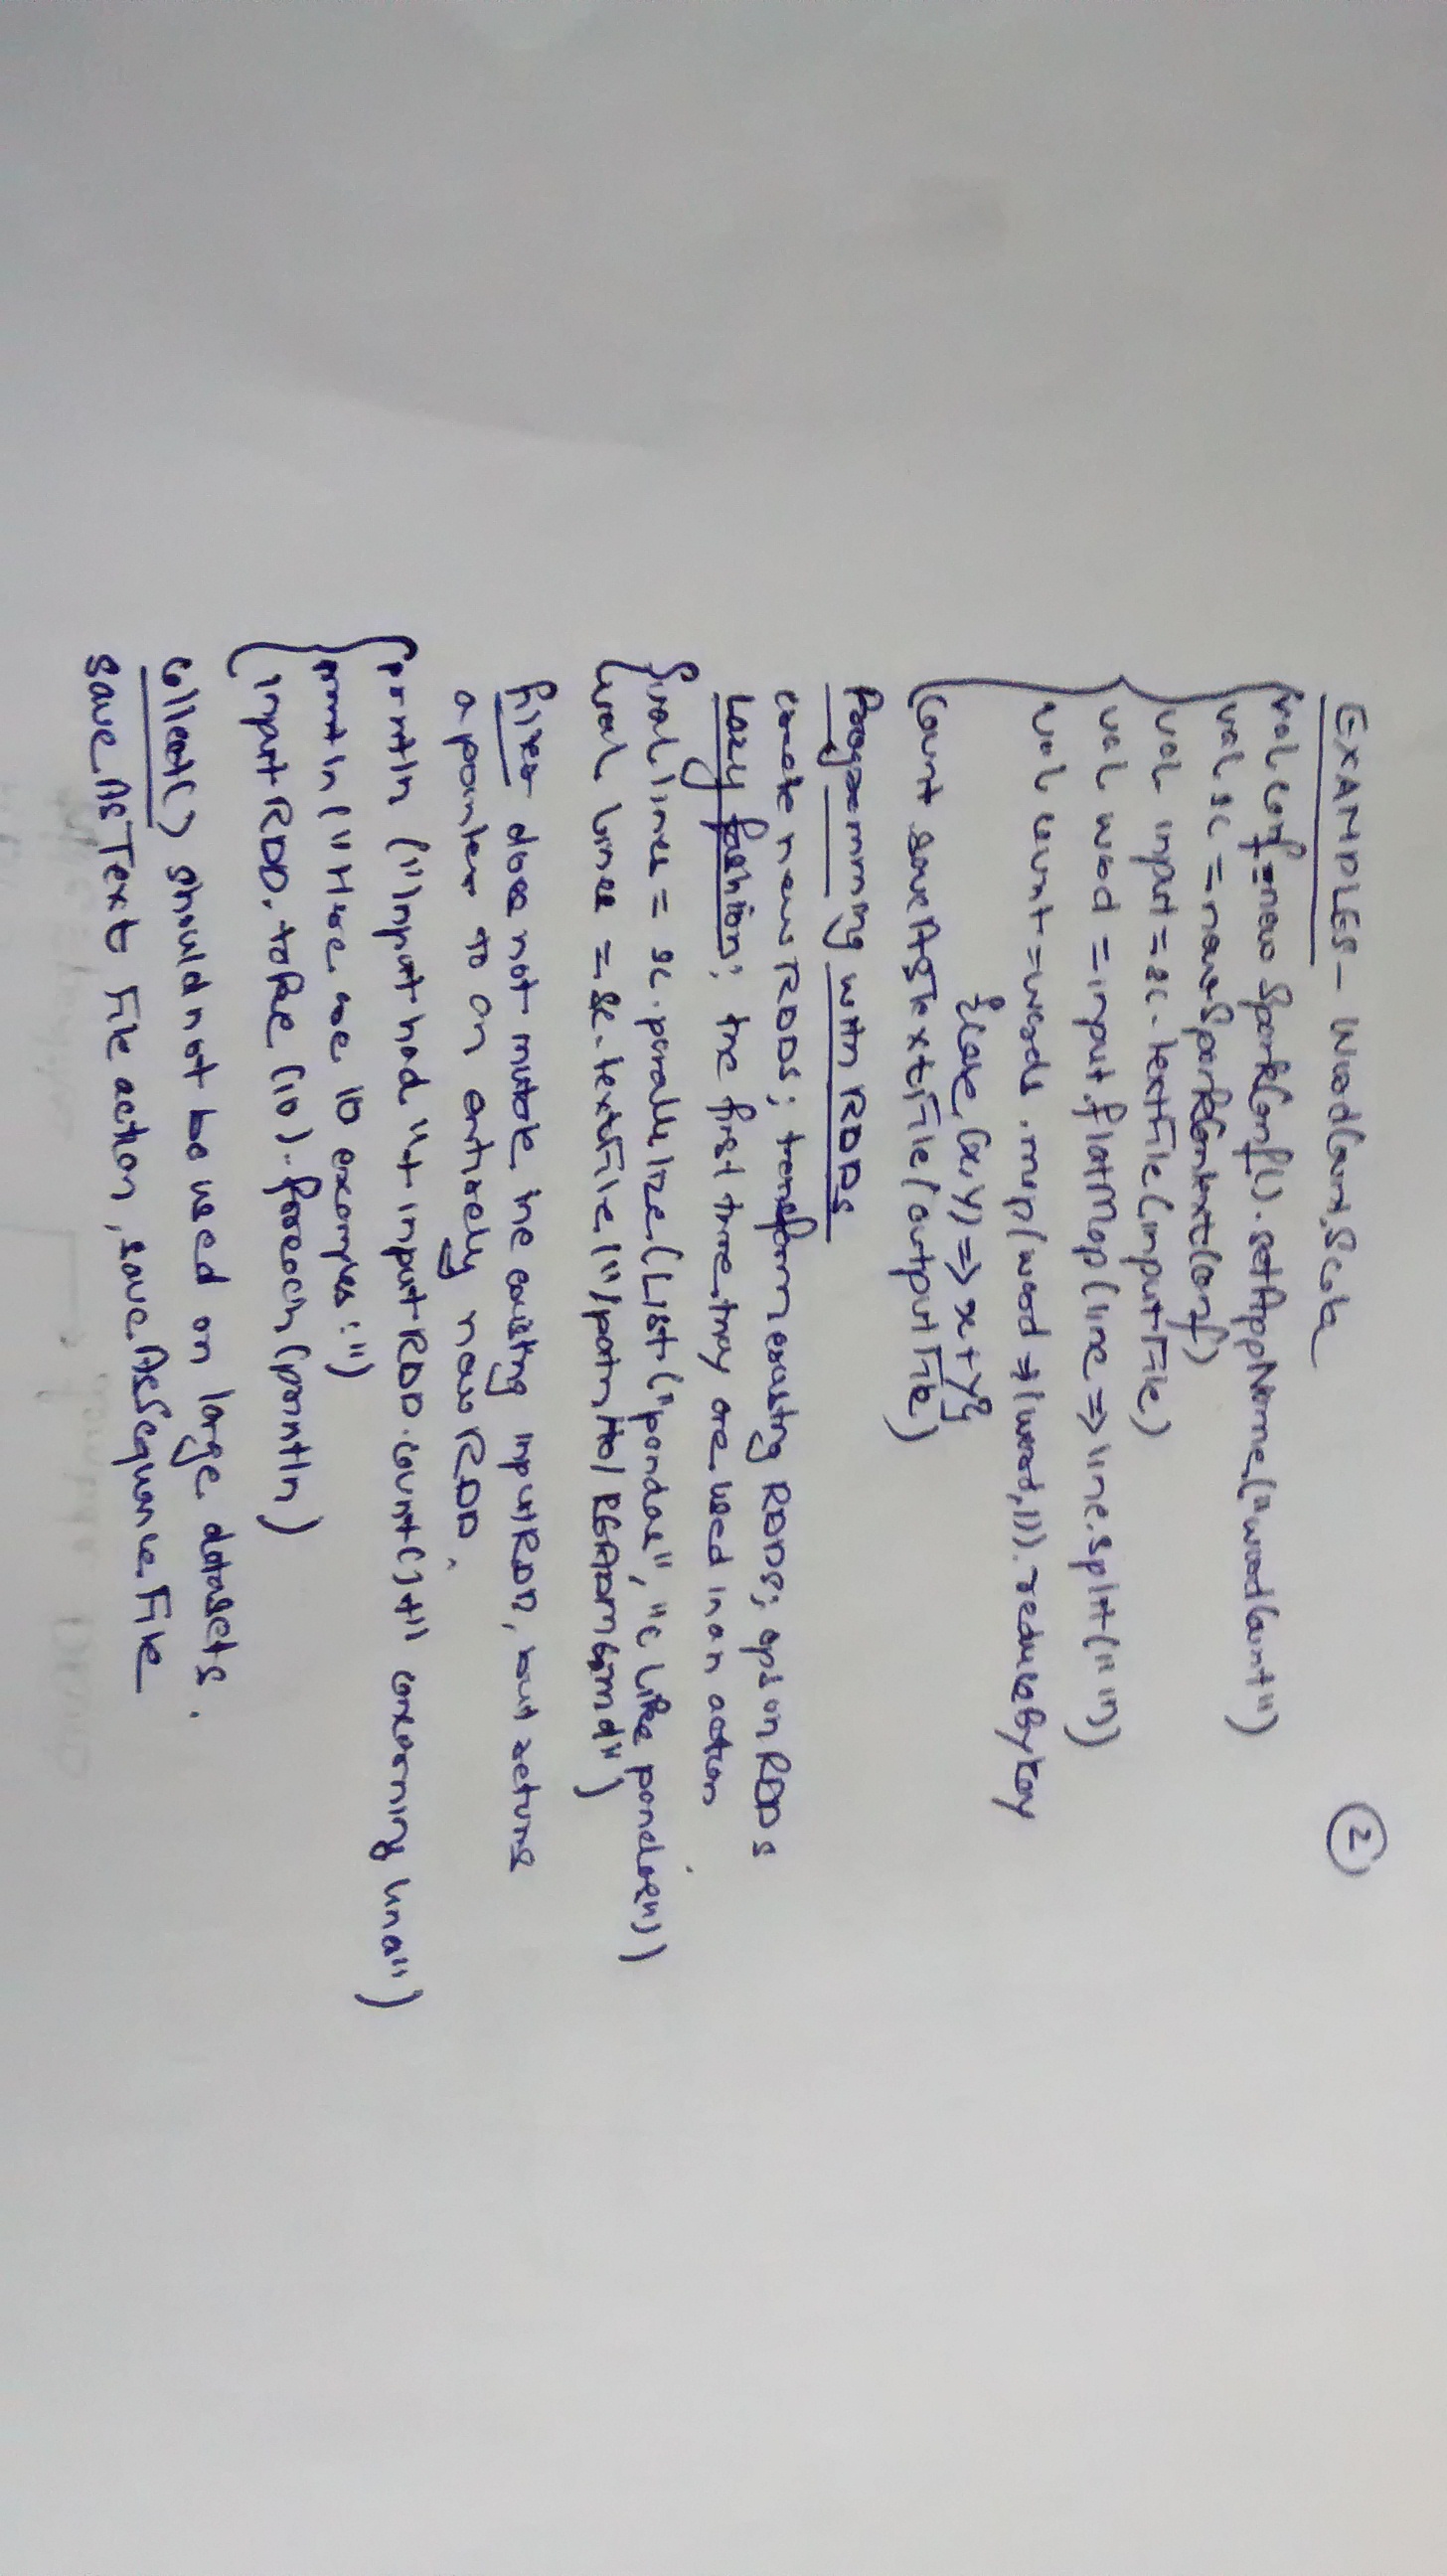 ②
EXAMPLES - WordCount.Scala
val conf = new SparkConf().setAppName("wordCount")
val sc = new SparkContext(conf)
val input = sc.textFile(inputFile)
val word = input.flatMap(line => line.split(" "))
val count = words.map(word => (word,1)).reduceByKey
{case (x,y) => x+y}
Count saveAsTextFile(outputFile)
Programming with RDDs
create new RDDs; transform existing RDDs; ops on RDDs
Lazy fashion; the first time they are used in an action
val lines = sc.parallelize(List("pandas", "i like pandas"))
val lines = sc.textFile("/path/to/README.md")
filter does not mutate the existing inputRDD, but returns
a pointer to an entirely new RDD.
println ("Input had "+ inputRDD.count()+" concerning lines")
println ("Here are 10 examples:")
inputRDD.take(10).foreach(println)
collect() should not be used on large datasets.
saveAsText File action, saveAsSequence File